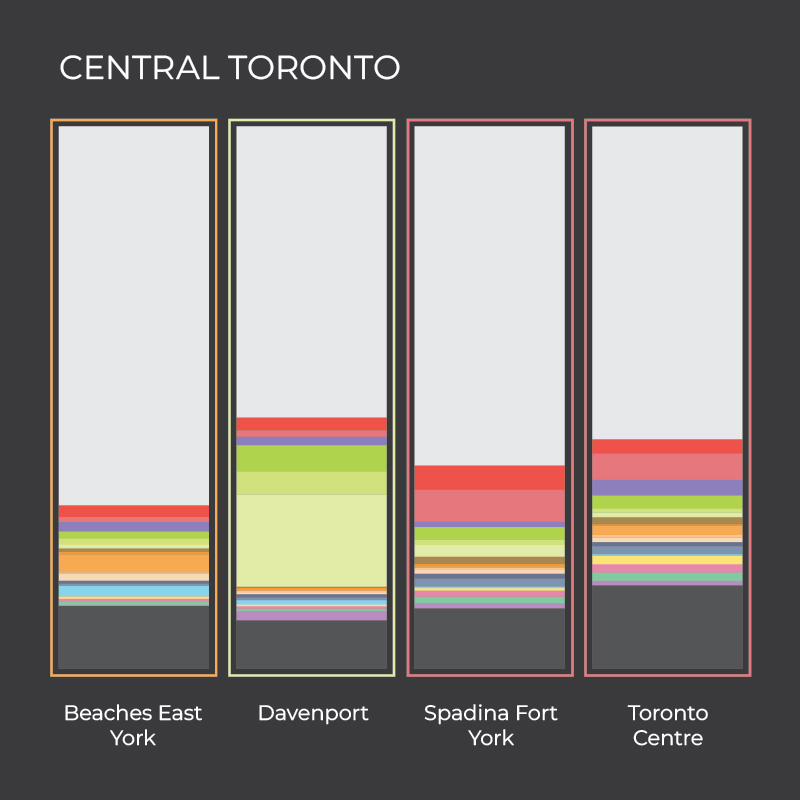 CENTRAL TORONTO
Beaches East
York
Davenport
Spadina Fort
York
Toronto
Centre